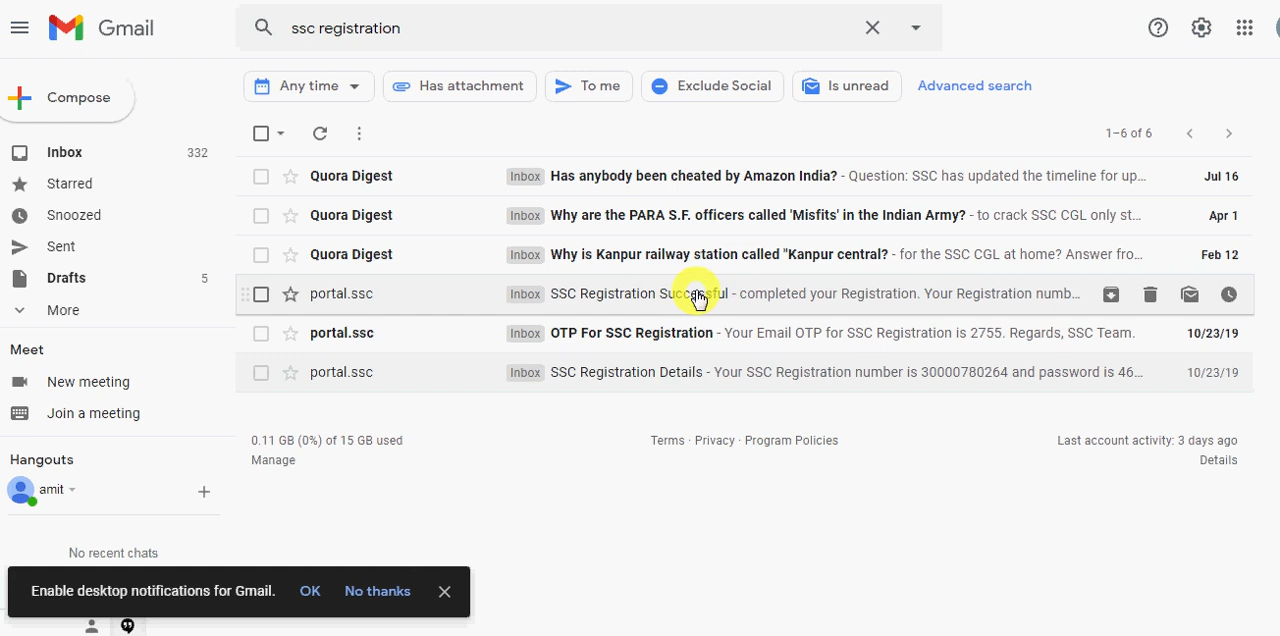 Gmail
ssc registration
Any time
Has attachment
To me
Exclude Social
Is unread
Advanced search
Compose
1–6 of 6
Inbox 332
Starred
Snoozed
Sent
Drafts 5
More
Quora Digest Inbox Has anybody been cheated by Amazon India? - Question: SSC has updated the timeline for up… Jul 16
Quora Digest Inbox Why are the PARA S.F. officers called 'Misfits' in the Indian Army? - to crack SSC CGL only st… Apr 1
Quora Digest Inbox Why is Kanpur railway station called "Kanpur central? - for the SSC CGL at home? Answer fro… Feb 12
portal.ssc Inbox SSC Registration Successful - completed your Registration. Your Registration numb…
portal.ssc Inbox OTP For SSC Registration - Your Email OTP for SSC Registration is 2755. Regards, SSC Team. 10/23/19
portal.ssc Inbox SSC Registration Details - Your SSC Registration number is 30000780264 and password is 46… 10/23/19
Meet
New meeting
Join a meeting
Hangouts
amit
No recent chats
0.11 GB (0%) of 15 GB used
Manage
Terms · Privacy · Program Policies
Last account activity: 3 days ago
Details
Enable desktop notifications for Gmail. OK No thanks